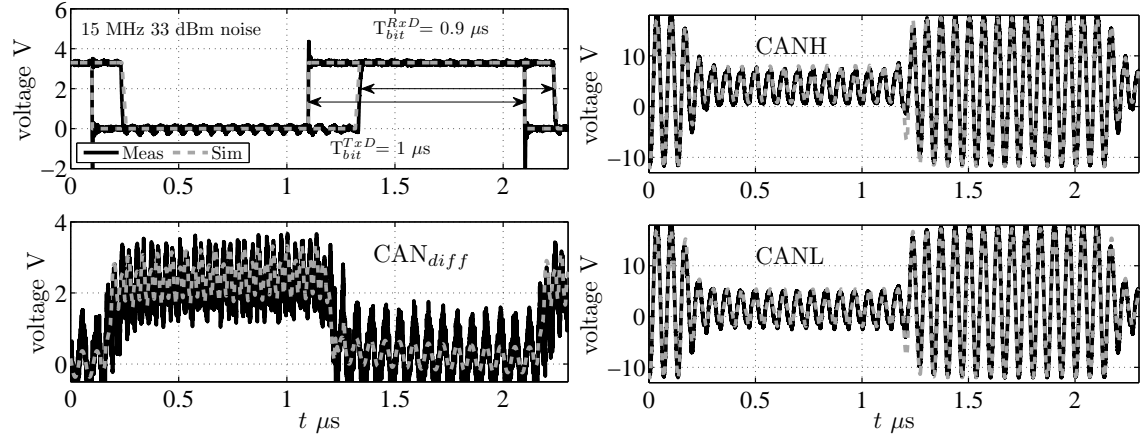 15 MHz 33 dBm noise
T_{bit}^{RxD} = 0.9 μs
T_{bit}^{TxD} = 1 μs
Meas Sim
voltage V
6
4
2
0
−2
0 0.5 1 1.5 2
CANH
voltage V
10
0
−10
0 0.5 1 1.5 2
CAN_{diff}
voltage V
4
2
0
0 0.5 1 1.5 2
t μs
CANL
voltage V
10
0
−10
0 0.5 1 1.5 2
t μs